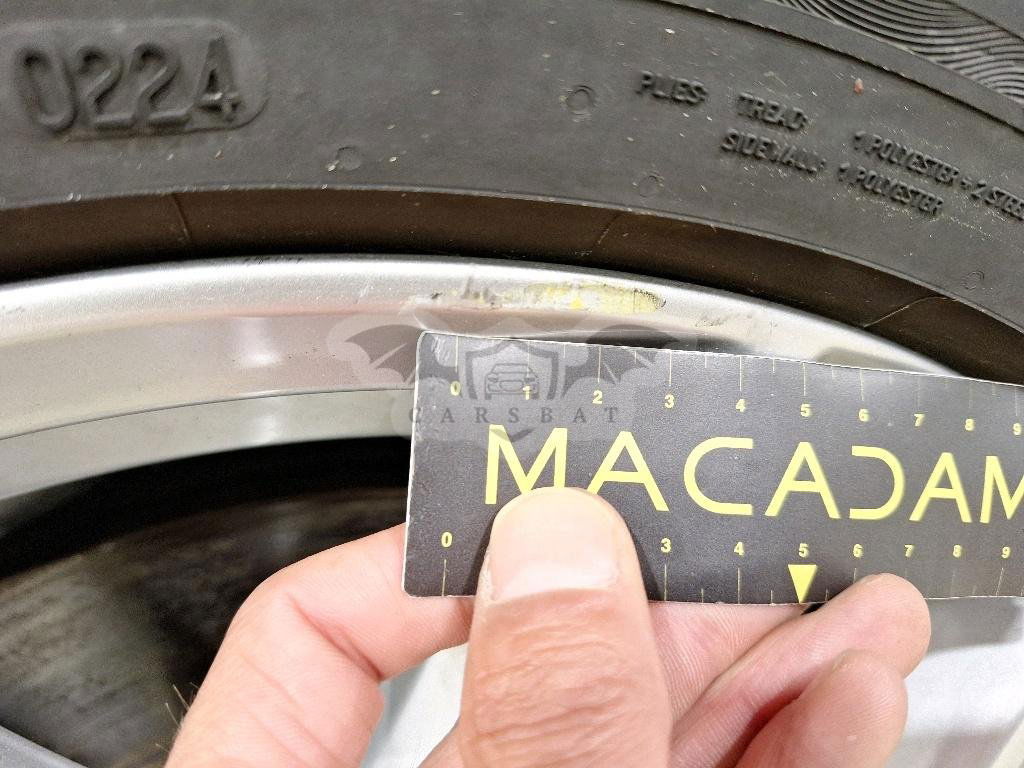 0224
PLIES: TREAD: 1 POLYESTER + 2 STEEL
SIDEWALL: 1 POLYESTER
0 1 2 3 4 5 6 7 8 9
CARSBAT
MACADAM
0 3 4 5 6 7 8 9